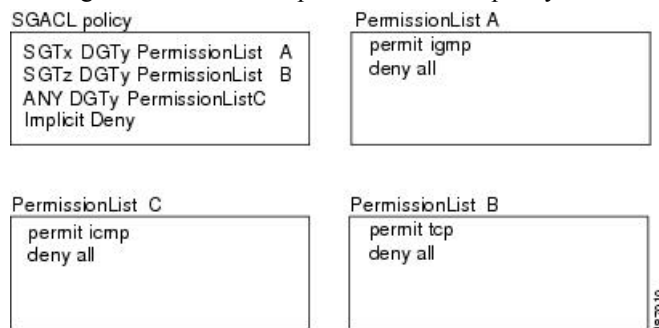 SGACL policy
SGTx DGTy PermissionList A
SGTz DGTy PermissionList B
ANY DGTy PermissionListC
Implicit Deny
PermissionList A
permit igmp
deny all
PermissionList C
permit icmp
deny all
PermissionList B
permit tcp
deny all